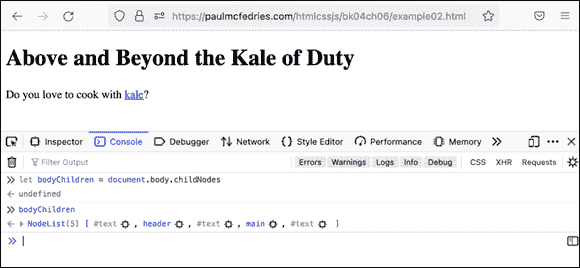 https://paulmcfedries.com/htmlcssjs/bk04ch06/example02.html
Above and Beyond the Kale of Duty
Do you love to cook with kale?
Inspector Console Debugger Network {} Style Editor Performance Memory >>
Filter Output Errors Warnings Logs Info Debug CSS XHR Requests
>> let bodyChildren = document.body.childNodes
← undefined
>> bodyChildren
← ▶ NodeList(5) [ #text , header , #text , main , #text ]
>>